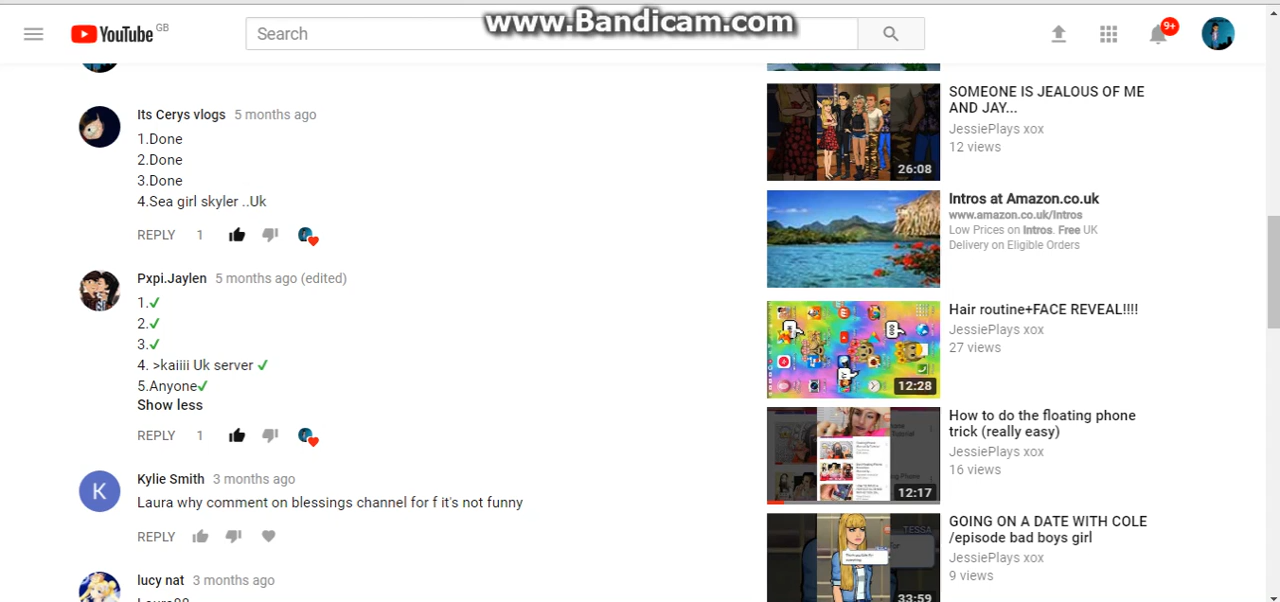 www.Bandicam.com
YouTube GB
Search
9+
Its Cerys vlogs 5 months ago
1.Done
2.Done
3.Done
4.Sea girl skyler ..Uk
REPLY 1
Pxpi.Jaylen 5 months ago (edited)
1.✓
2.✓
3.✓
4. >kaiiii Uk server ✓
5.Anyone✓
Show less
REPLY 1
K
Kylie Smith 3 months ago
Laura why comment on blessings channel for f it's not funny
REPLY
lucy nat 3 months ago
SOMEONE IS JEALOUS OF ME
AND JAY...
JessiePlays xox
12 views
26:08
Intros at Amazon.co.uk
www.amazon.co.uk/Intros
Low Prices on Intros. Free UK
Delivery on Eligible Orders
Hair routine+FACE REVEAL!!!!
JessiePlays xox
27 views
12:28
How to do the floating phone
trick (really easy)
JessiePlays xox
16 views
12:17
GOING ON A DATE WITH COLE
/episode bad boys girl
JessiePlays xox
9 views
TESSA
33:59